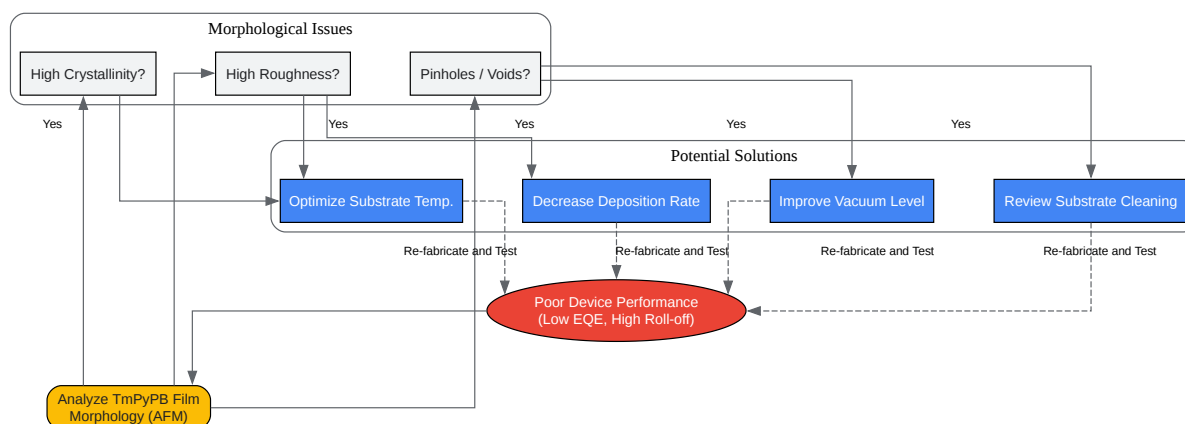 Morphological Issues
High Crystallinity?
High Roughness?
Pinholes / Voids?
Yes
Yes
Yes
Yes
Yes
Potential Solutions
Optimize Substrate Temp.
Decrease Deposition Rate
Improve Vacuum Level
Review Substrate Cleaning
Re-fabricate and Test
Re-fabricate and Test
Re-fabricate and Test
Re-fabricate and Test
Poor Device Performance
(Low EQE, High Roll-off)
Analyze TmPyPB Film
Morphology (AFM)